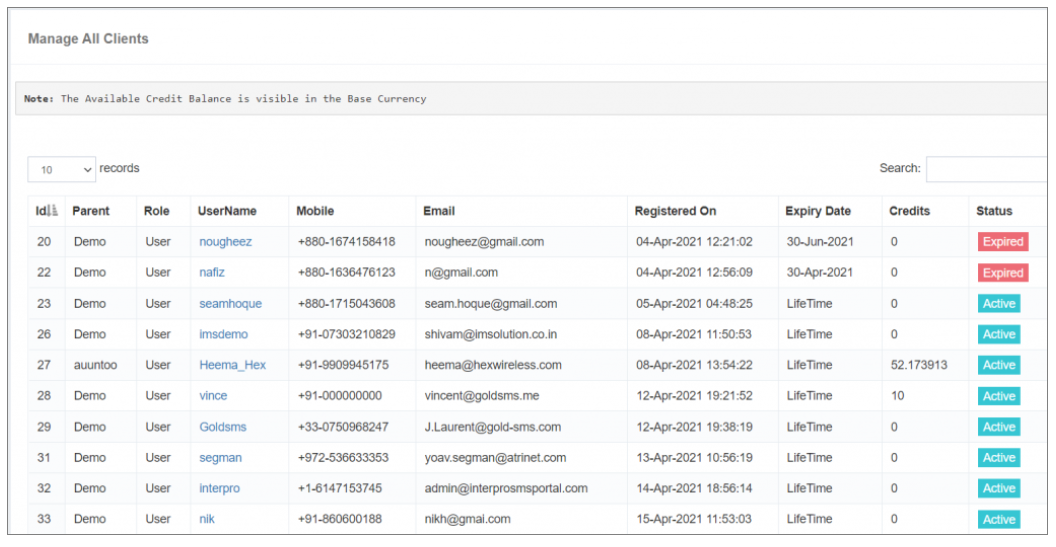 Manage All Clients
Note: The Available Credit Balance is visible in the Base Currency
10 records Search:
Id Parent Role UserName Mobile Email Registered On Expiry Date Credits Status
20 Demo User nougheez +880-1674158418 nougheez@gmail.com 04-Apr-2021 12:21:02 30-Jun-2021 0 Expired
22 Demo User nafiz +880-1636476123 n@gmail.com 04-Apr-2021 12:56:09 30-Apr-2021 0 Expired
23 Demo User seamhoque +880-1715043608 seam.hoque@gmail.com 05-Apr-2021 04:48:25 LifeTime 0 Active
26 Demo User imsdemo +91-07303210829 shivam@imsolution.co.in 08-Apr-2021 11:50:53 LifeTime 0 Active
27 auuntoo User Heema_Hex +91-9909945175 heema@hexwireless.com 08-Apr-2021 13:54:22 LifeTime 52.173913 Active
28 Demo User vince +91-000000000 vincent@goldsms.me 12-Apr-2021 19:21:52 LifeTime 10 Active
29 Demo User Goldsms +33-0750968247 J.Laurent@gold-sms.com 12-Apr-2021 19:38:19 LifeTime 0 Active
31 Demo User segman +972-536633353 yoav.segman@atrinet.com 13-Apr-2021 10:56:19 LifeTime 0 Active
32 Demo User interpro +1-6147153745 admin@interprosmsportal.com 14-Apr-2021 18:56:14 LifeTime 0 Active
33 Demo User nik +91-860600188 nikh@gmai.com 15-Apr-2021 11:53:03 LifeTime 0 Active